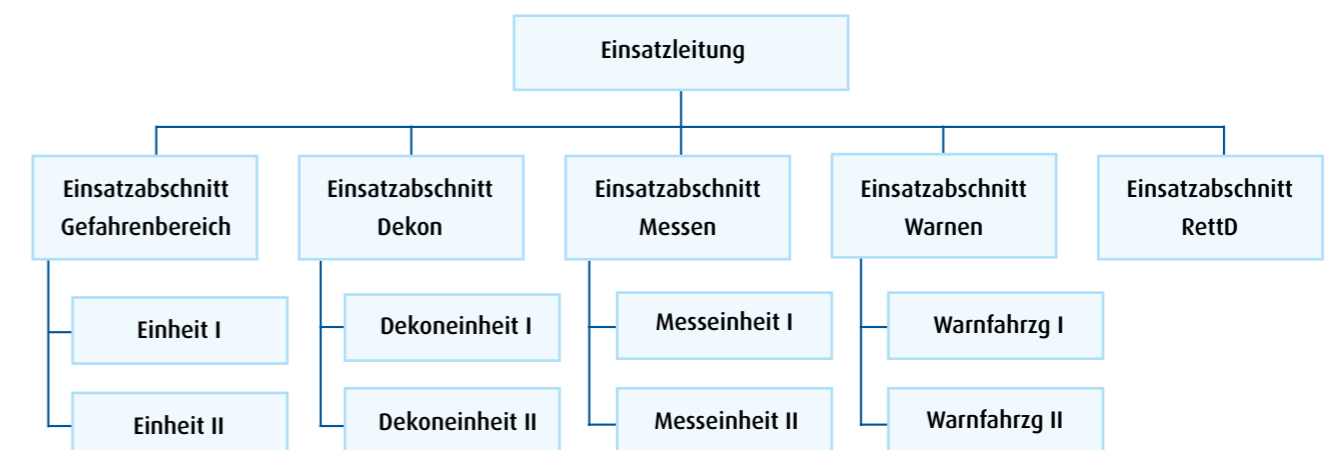 Einsatzleitung
Einsatzabschnitt
Gefahrenbereich
Einsatzabschnitt
Dekon
Einsatzabschnitt
Messen
Einsatzabschnitt
Warnen
Einsatzabschnitt
RettD
Einheit I
Dekoneinheit I
Messeinheit I
Warnfahrzg I
Einheit II
Dekoneinheit II
Messeinheit II
Warnfahrzg II